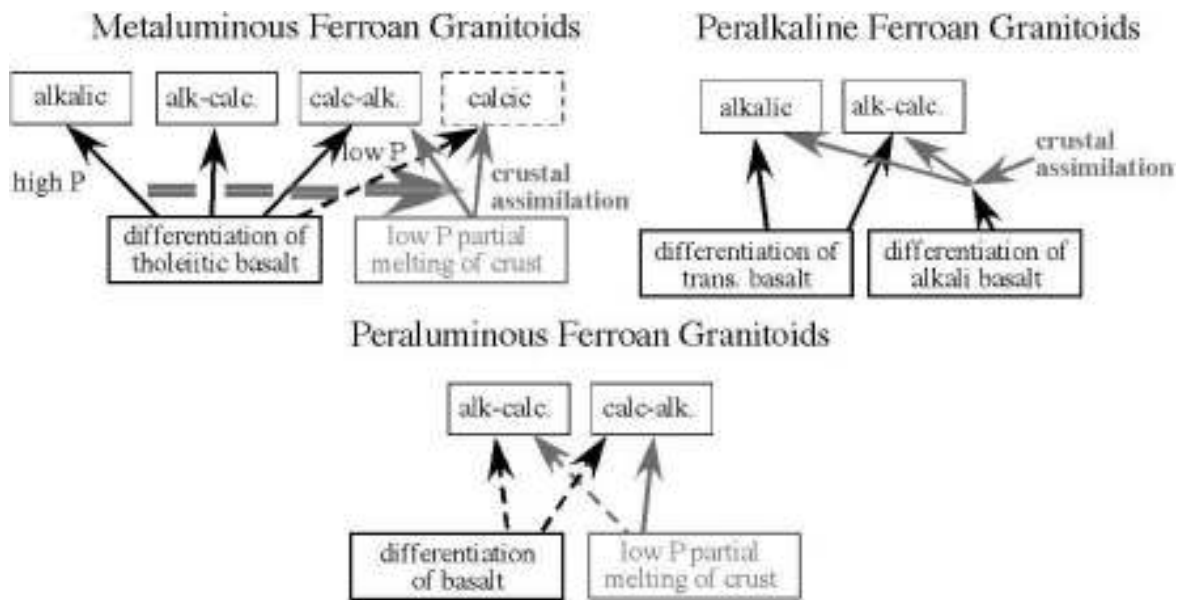 Metaluminous Ferroan Granitoids
alkalic
alk-calc.
calc-alk.
calcic
high P
low P
crustal
assimilation
differentiation of
tholeiitic basalt
low P partial
melting of crust
Peralkaline Ferroan Granitoids
alkalic
alk-calc.
crustal
assimilation
differentiation of
trans. basalt
differentiation of
alkali basalt
Peraluminous Ferroan Granitoids
alk-calc.
calc-alk.
differentiation
of basalt
low P partial
melting of crust